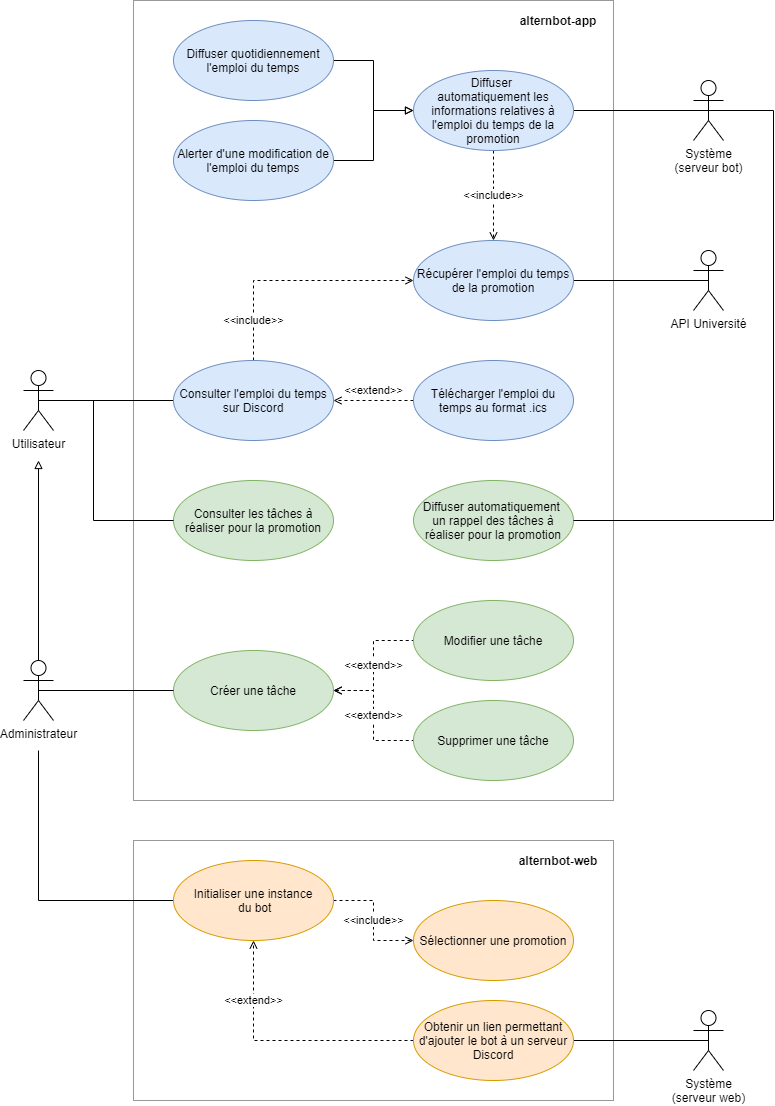 alternbot-app
Diffuser quotidiennement
l'emploi du temps
Diffuser
automatiquement les
informations relatives à
l'emploi du temps de la
promotion
Alerter d'une modification de
l'emploi du temps
Système
(serveur bot)
<<include>>
Récupérer l'emploi du temps
de la promotion
API Université
<<include>>
Consulter l'emploi du temps
sur Discord
<<extend>>
Télécharger l'emploi du
temps au format .ics
Utilisateur
Consulter les tâches à
réaliser pour la promotion
Diffuser automatiquement
un rappel des tâches à
réaliser pour la promotion
Modifier une tâche
<<extend>>
Créer une tâche
<<extend>>
Supprimer une tâche
Administrateur
alternbot-web
Initialiser une instance
du bot
<<include>>
Sélectionner une promotion
<<extend>>
Obtenir un lien permettant
d'ajouter le bot à un serveur
Discord
Système
(serveur web)